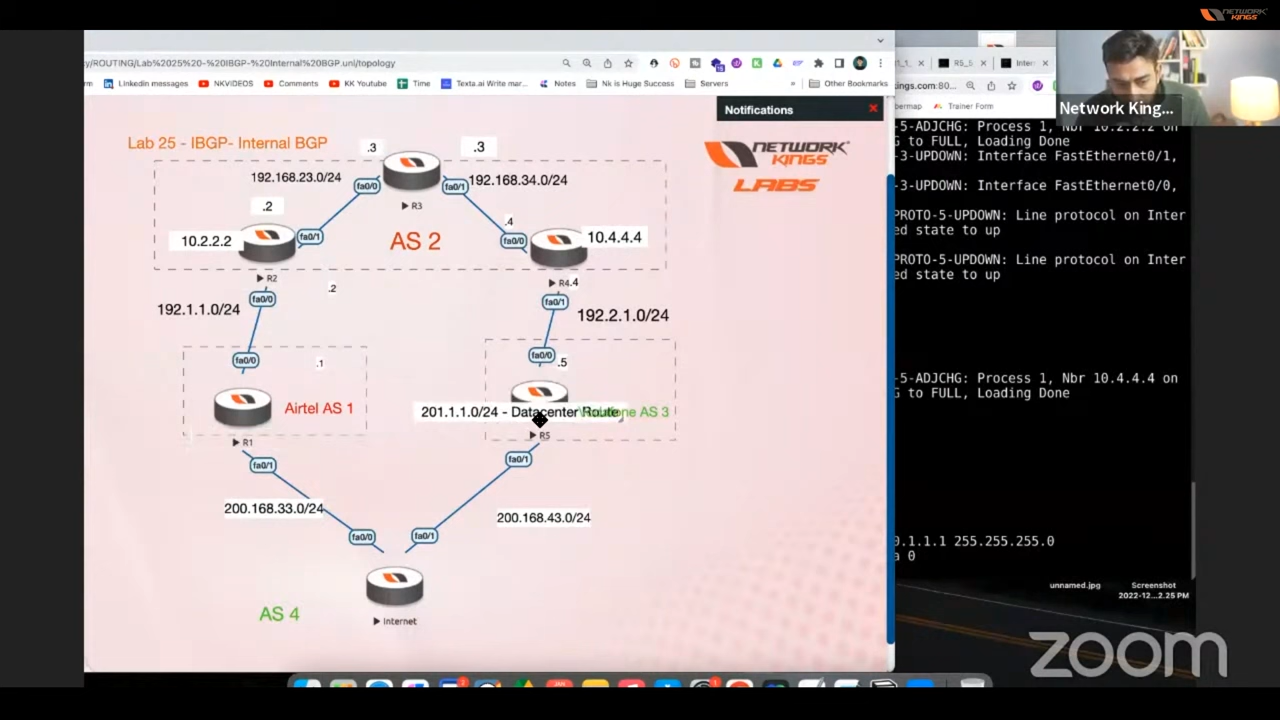 NETWORK
KINGS
ty/ROUTING/Lab%2025%20-%20IBGP-%20Internal%20BGP.unl/topology
Linkedin messages
NKViDEOS
Comments
KK Youtube
Time
Texta.ai Write mar...
Notes
Nk is Huge Success
Servers
»
Other Bookmarks
R5_5
Inter
ings.com:80...
Trainer Form
Network King...
Notifications
NETWORK
KINGS
LABS
Lab 25 - IBGP- Internal BGP
.3
.3
192.168.23.0/24
fa0/0
fa0/1
192.168.34.0/24
R3
.2
.4
10.2.2.2
fa0/1
AS 2
fa0/0
10.4.4.4
R2
.2
R4
.4
192.1.1.0/24
fa0/0
fa0/1
192.2.1.0/24
fa0/0
.1
fa0/0
.5
Airtel AS 1
201.1.1.0/24 - Datacenter Route
AS 3
R1
R5
fa0/1
fa0/1
200.168.33.0/24
200.168.43.0/24
fa0/0
fa0/1
AS 4
Internet
-5-ADJCHG: Process 1, Nbr 10.2.2.2 on
G to FULL, Loading Done
-3-UPDOWN: Interface FastEthernet0/1,
-3-UPDOWN: Interface FastEthernet0/0,
PROTO-5-UPDOWN: Line protocol on Inter
ed state to up
PROTO-5-UPDOWN: Line protocol on Inter
ed state to up
-5-ADJCHG: Process 1, Nbr 10.4.4.4 on
G to FULL, Loading Done
0.1.1.1 255.255.255.0
a 0
unnamed.jpg
Screenshot
2022-12...2.25 PM
zoom